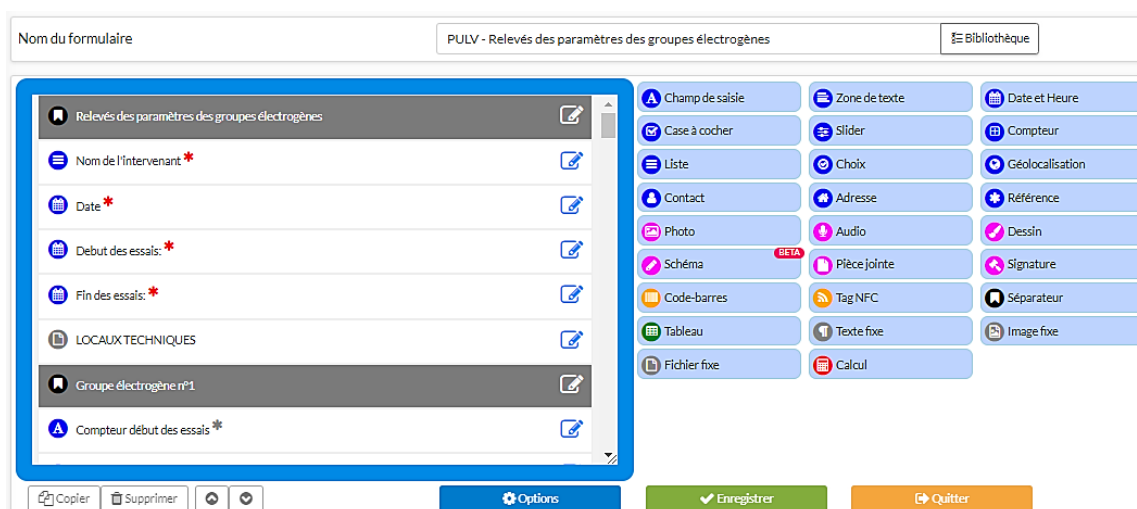 Nom du formulaire
PULV - Relevés des paramètres des groupes électrogènes
Bibliothèque
Relevés des paramètres des groupes électrogènes
Nom de l'intervenant *
Date *
Debut des essais: *
Fin des essais: *
LOCAUX TECHNIQUES
Groupe électrogène n°1
Compteur début des essais *
Champ de saisie
Zone de texte
Date et Heure
Case à cocher
Slider
Compteur
Liste
Choix
Géolocalisation
Contact
Adresse
Référence
Photo
Audio
Dessin
Schéma
BETA
Pièce jointe
Signature
Code-barres
Tag NFC
Séparateur
Tableau
Texte fixe
Image fixe
Fichier fixe
Calcul
Copier
Supprimer
Options
Enregistrer
Quitter